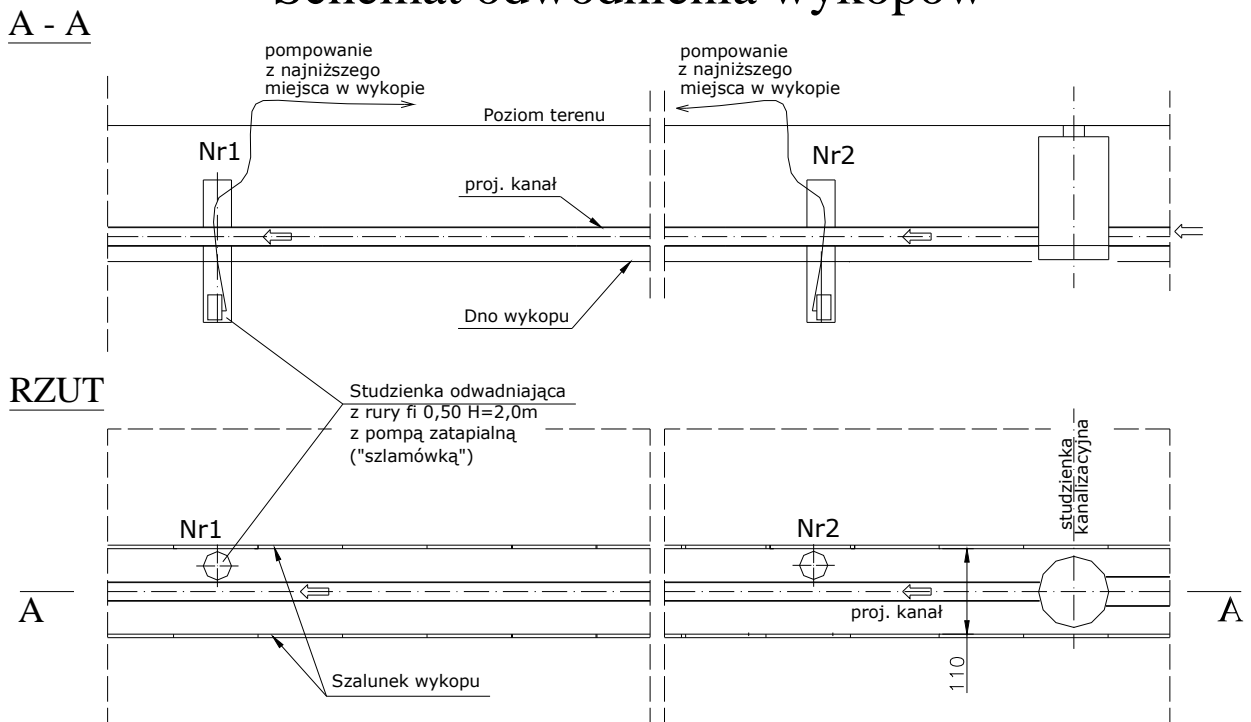 Schemat odwodnienia wykopów
A - A
pompowanie
z najniższego
miejsca w wykopie
pompowanie
z najniższego
miejsca w wykopie
Poziom terenu
Nr1
Nr2
proj. kanał
Dno wykopu
RZUT
Studzienka odwadniająca
z rury fi 0,50 H=2,0m
z pompą zatapialną
("szlamówką")
studzienka
kanalizacyjna
Nr1
Nr2
A
A
proj. kanał
110
Szalunek wykopu